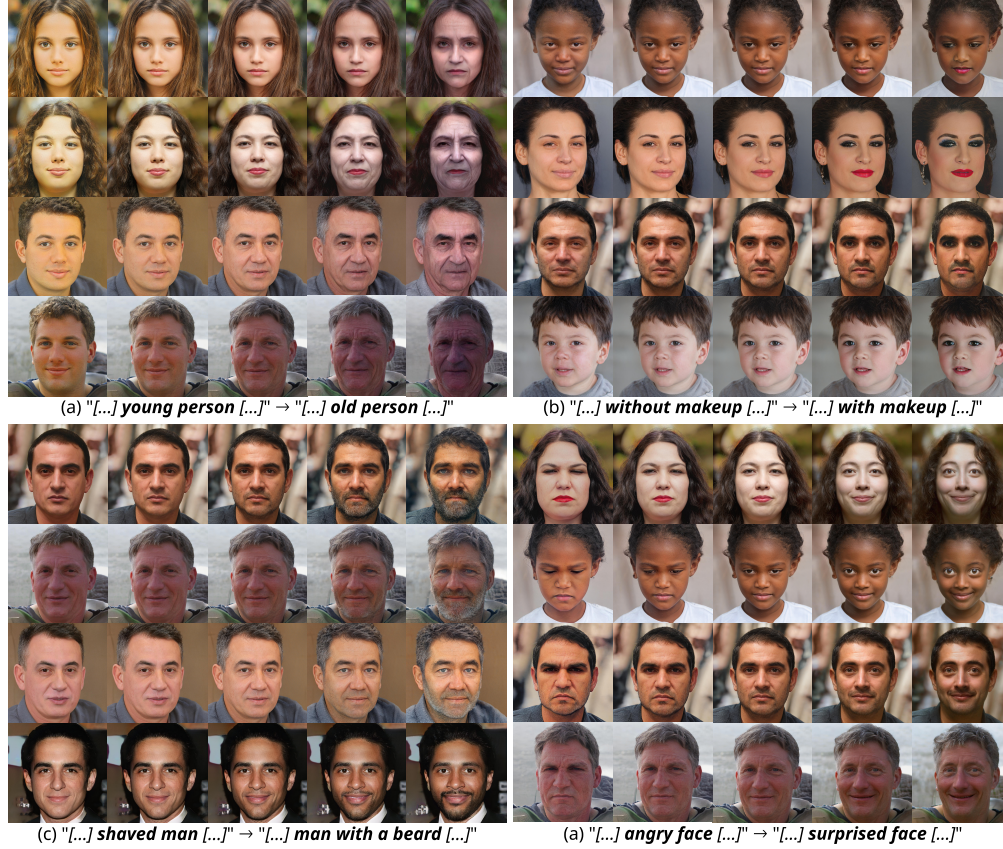 (a) "[...] young person [...]" → "[...] old person [...]"
(b) "[...] without makeup [...]" → "[...] with makeup [...]"
(c) "[...] shaved man [...]" → "[...] man with a beard [...]"
(a) "[...] angry face [...]" → "[...] surprised face [...]"